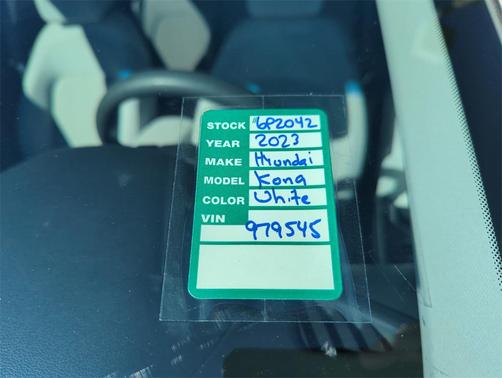 STOCK #6P2042
YEAR 2023
MAKE Hyundai
MODEL Kona
COLOR White
VIN 979545